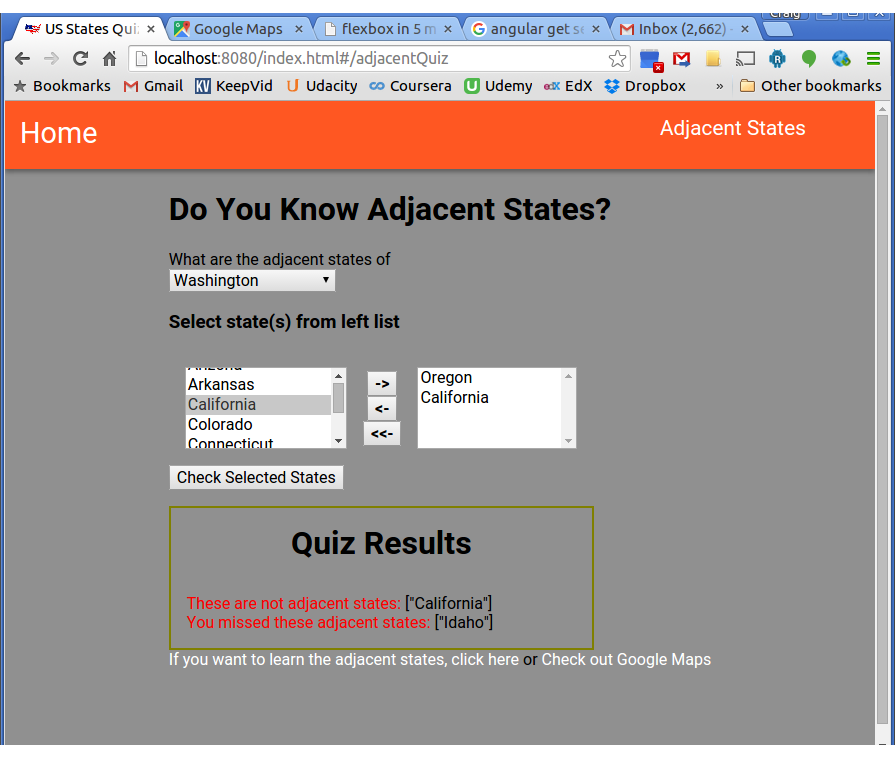 Craig
US States Qui
Google Maps
flexbox in 5 m
angular get se
Inbox (2,662) -
localhost:8080/index.html#/adjacentQuiz
Bookmarks Gmail KV KeepVid U Udacity Coursera U Udemy edX EdX Dropbox » Other bookmarks
Home Adjacent States
Do You Know Adjacent States?
What are the adjacent states of
Washington
Select state(s) from left list
Arizona
Arkansas
California
Colorado
Connecticut
->
<-
<<-
Oregon
California
Check Selected States
Quiz Results
These are not adjacent states: ["California"]
You missed these adjacent states: ["Idaho"]
If you want to learn the adjacent states, click here or Check out Google Maps